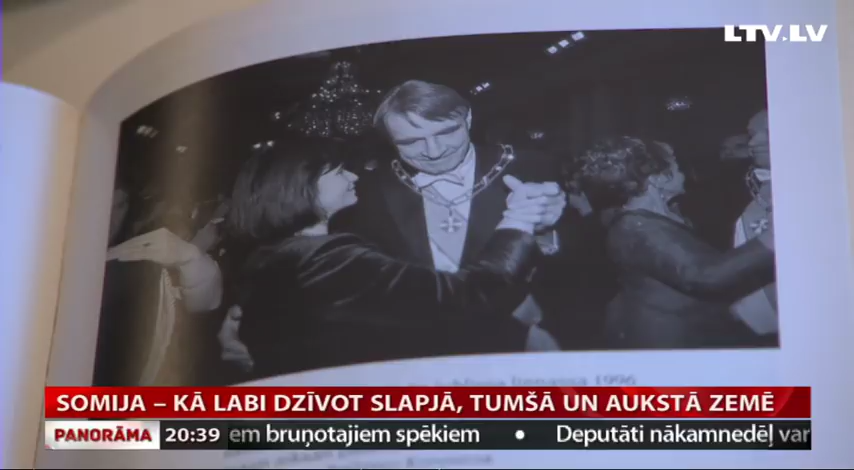 LTV.LV
1996
SOMIJA – KĀ LABI DZĪVOT SLAPJĀ, TUMŠĀ UN AUKSTĀ ZEMĒ
PANORĀMA 20:39 em bruņotajiem spēkiem • Deputāti nākamnedēļ var